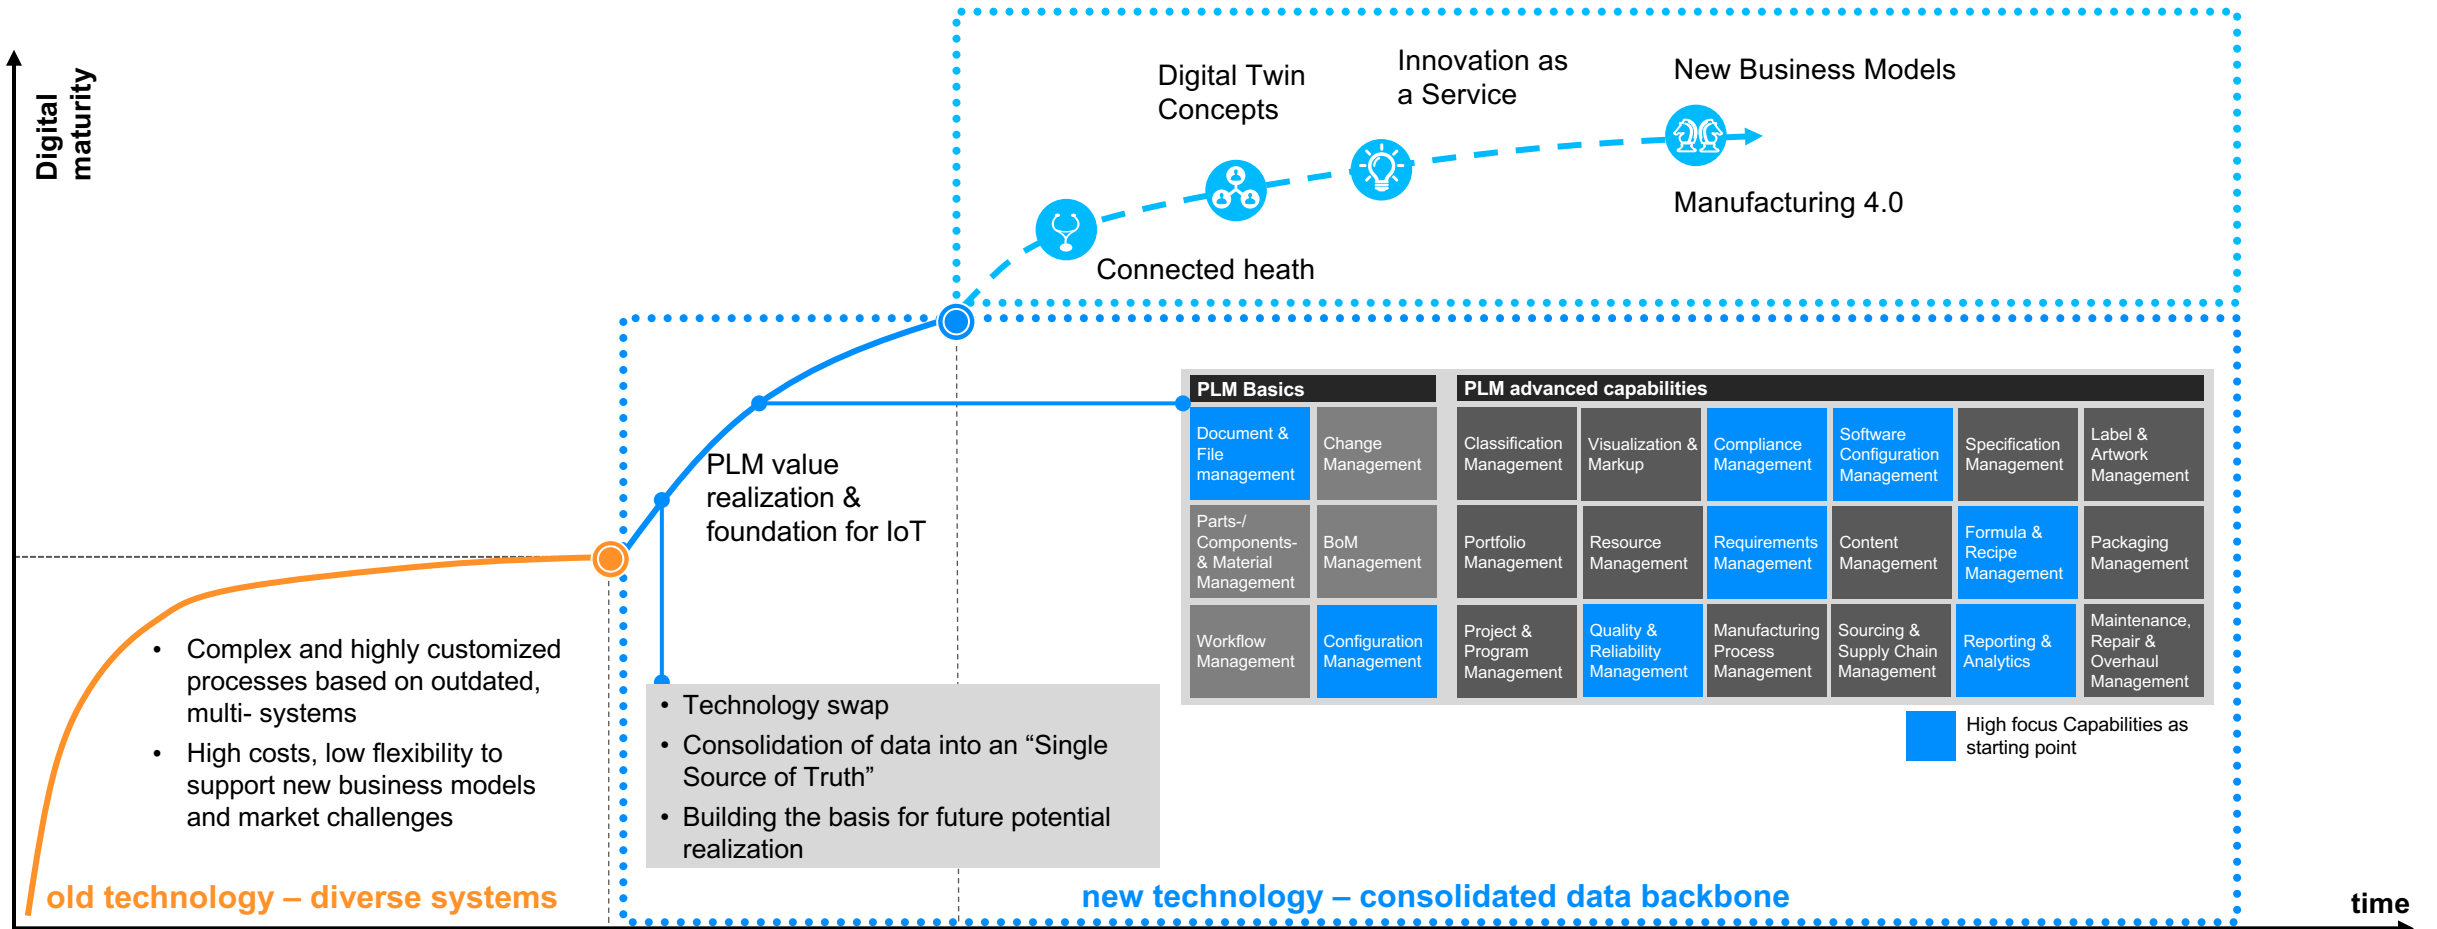 Digital
maturity
Digital Twin
Concepts
Innovation as
a Service
New Business Models
Manufacturing 4.0
Connected heath
PLM value
realization &
foundation for IoT
PLM Basics
Document &
File
management
Change
Management
Parts-/
Components-
& Material
Management
BoM
Management
Workflow
Management
Configuration
Management
PLM advanced capabilities
Classification
Management
Visualization &
Markup
Compliance
Management
Software
Configuration
Management
Specification
Management
Label &
Artwork
Management
Portfolio
Management
Resource
Management
Requirements
Management
Content
Management
Formula &
Recipe
Management
Packaging
Management
Project &
Program
Management
Quality &
Reliability
Management
Manufacturing
Process
Management
Sourcing &
Supply Chain
Management
Reporting &
Analytics
Maintenance,
Repair &
Overhaul
Management
High focus Capabilities as
starting point
• Complex and highly customized
processes based on outdated,
multi- systems
• High costs, low flexibility to
support new business models
and market challenges
• Technology swap
• Consolidation of data into an “Single
Source of Truth”
• Building the basis for future potential
realization
old technology – diverse systems
new technology – consolidated data backbone
time